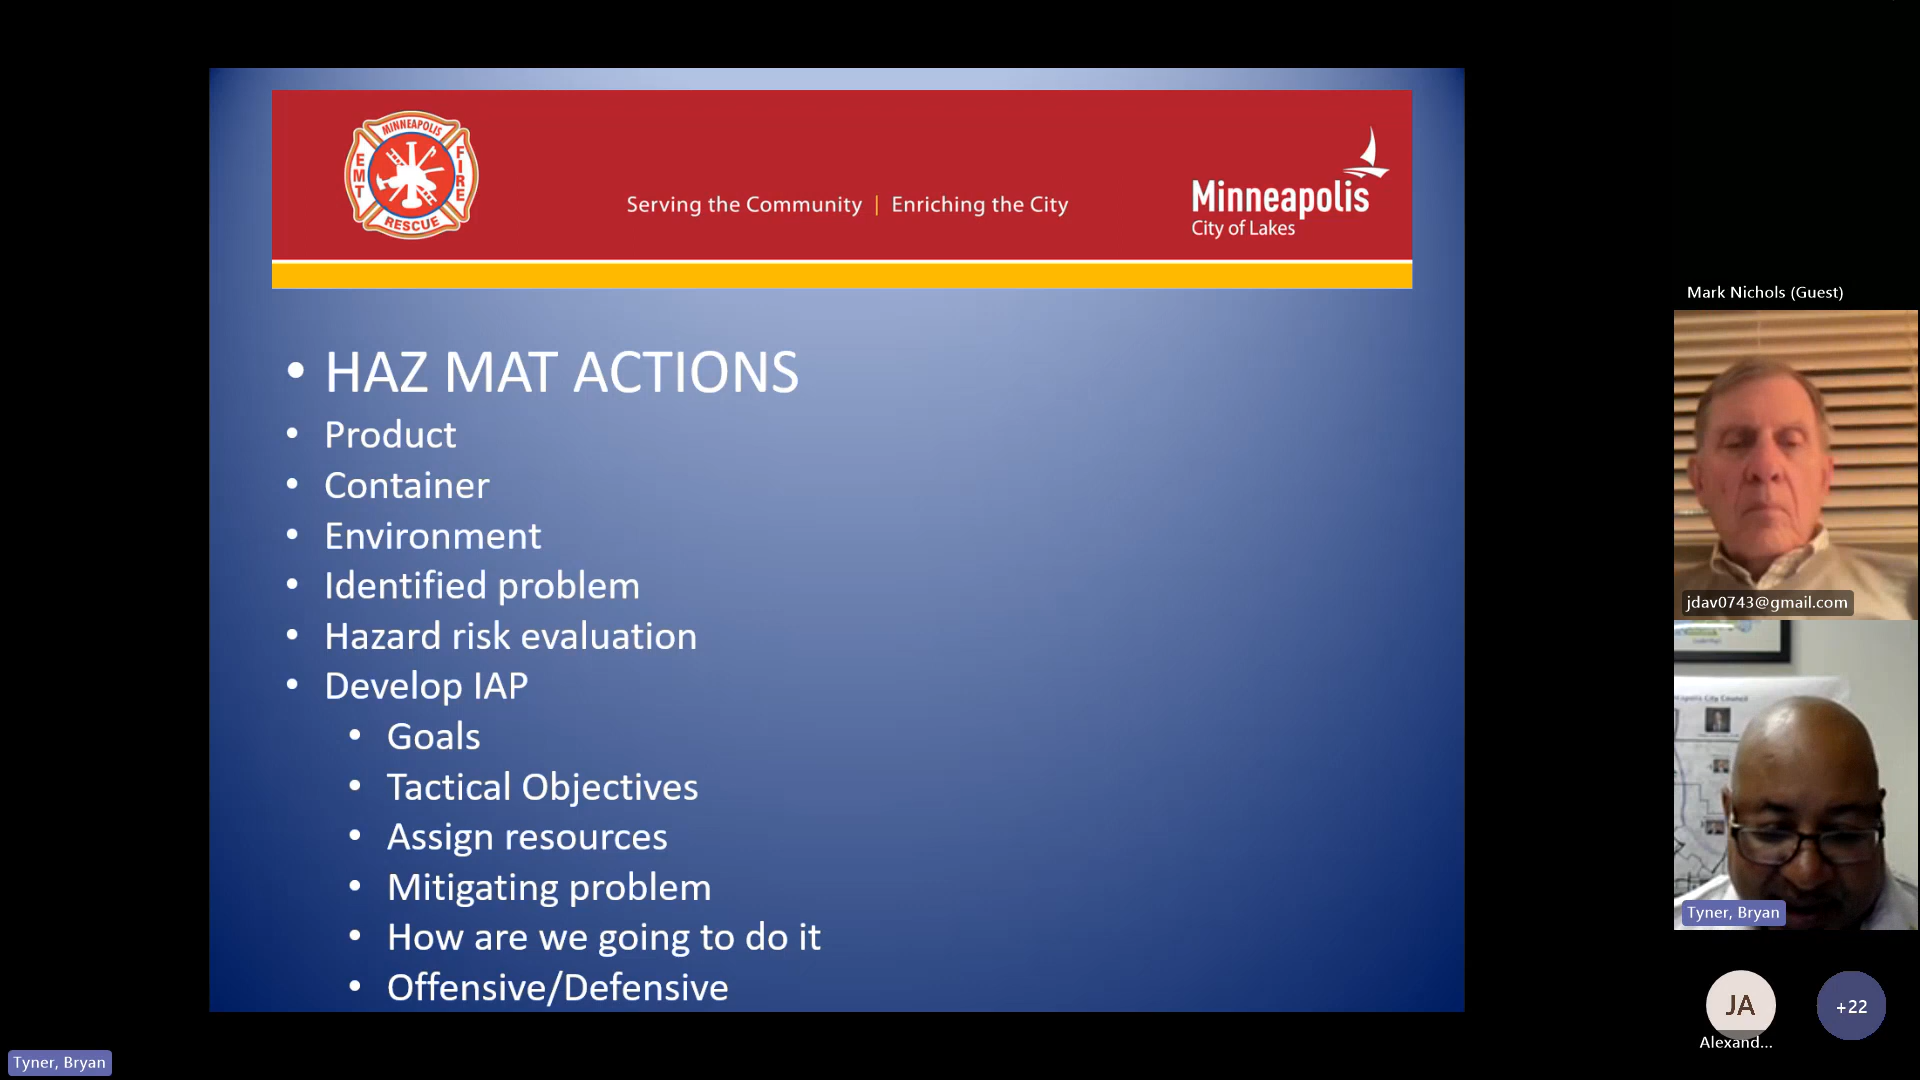 MINNEAPOLIS
EMT
FIRE
RESCUE
Serving the Community | Enriching the City
Minneapolis
City of Lakes
• HAZ MAT ACTIONS
• Product
• Container
• Environment
• Identified problem
• Hazard risk evaluation
• Develop IAP
• Goals
• Tactical Objectives
• Assign resources
• Mitigating problem
• How are we going to do it
• Offensive/Defensive
Mark Nichols (Guest)
jdav0743@gmail.com
City Council
Tyner, Bryan
JA
+22
Alexand...
Tyner, Bryan